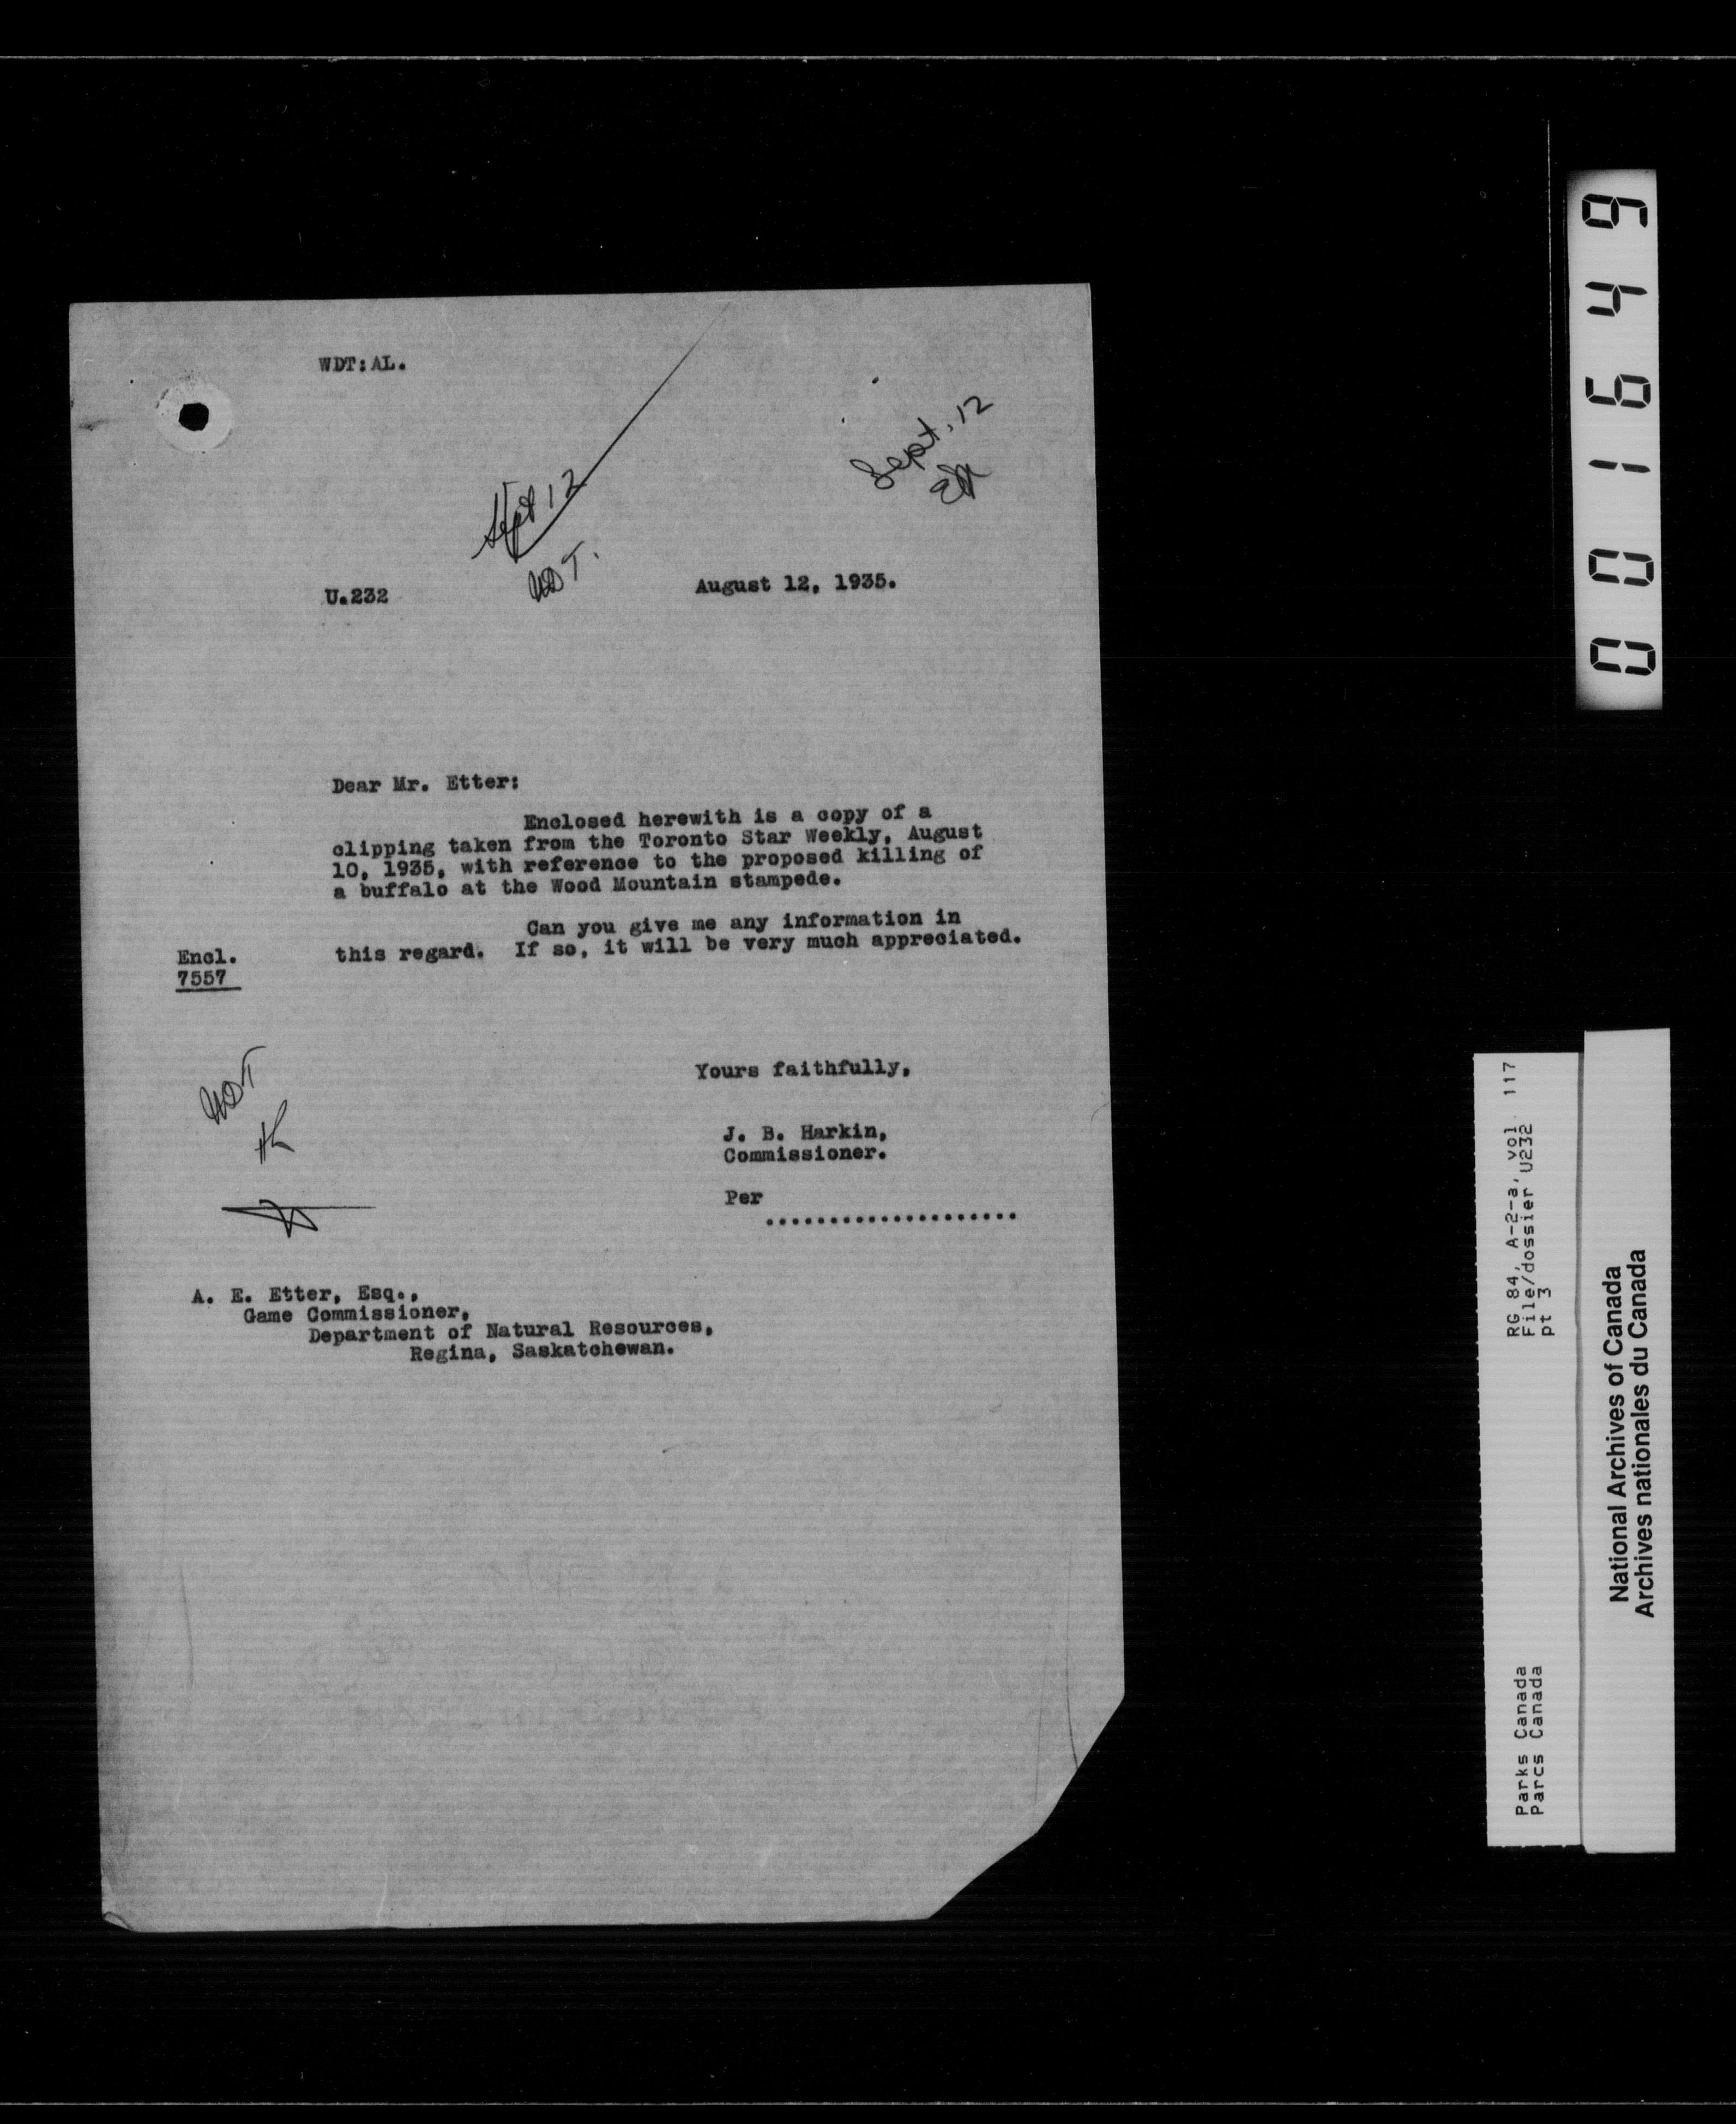 WDT:AL.
Sept 12
WDT.
Sept. 12
U.232
August 12, 1935.
Dear Mr. Etter:
Enclosed herewith is a copy of a
clipping taken from the Toronto Star Weekly, August
10, 1935, with reference to the proposed killing of
a buffalo at the Wood Mountain stampede.
Can you give me any information in
this regard. If so, it will be very much appreciated.
Encl.
7557
WDT
Yours faithfully,
J. B. Harkin,
Commissioner.
Per ....................
A. E. Etter, Esq.,
Game Commissioner,
Department of Natural Resources,
Regina, Saskatchewan.
001649
RG 84, A-2-a, vol. 117
File/dossier U232
pt 3
Parks Canada
Parcs Canada
National Archives of Canada
Archives nationales du Canada